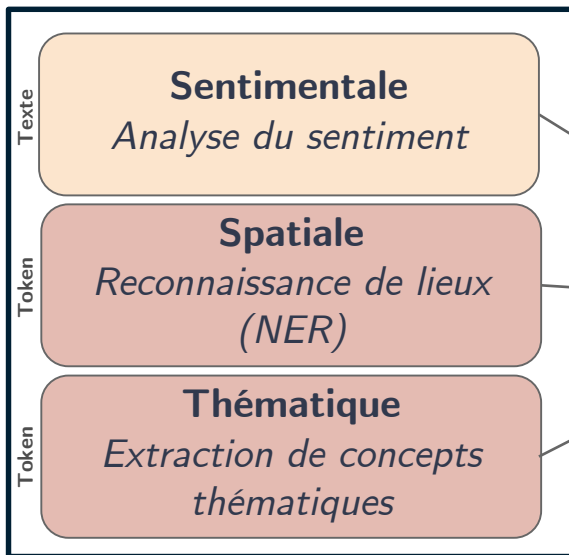 Texte
Sentimentale
Analyse du sentiment
Token
Spatiale
Reconnaissance de lieux
(NER)
Token
Thématique
Extraction de concepts
thématiques